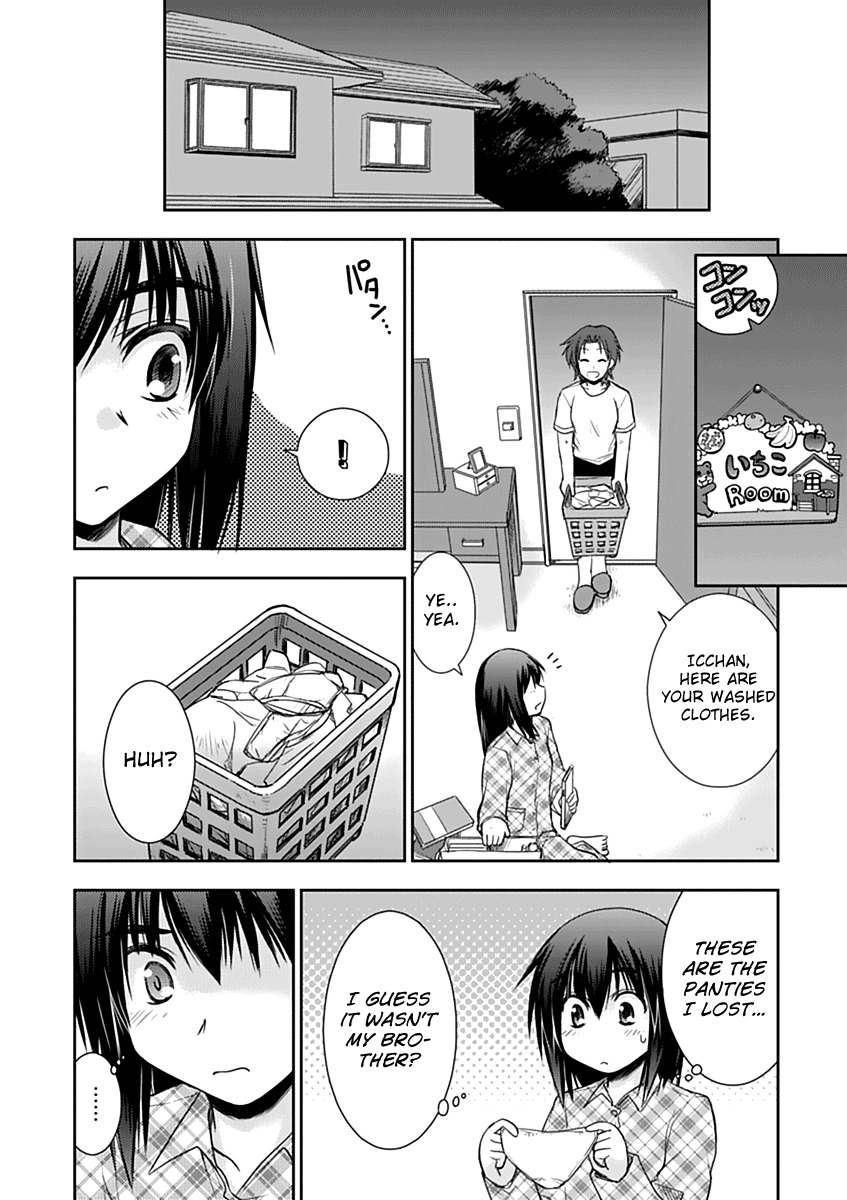 コン
コンッ
いちご
Room
ICCHAN,
HERE ARE
YOUR WASHED
CLOTHES.
YE..
YEA.
パタン…
!
HUH?
THESE
ARE THE
PANTIES
I LOST...
I GUESS
IT WASN'T
MY BRO-
THER?
………